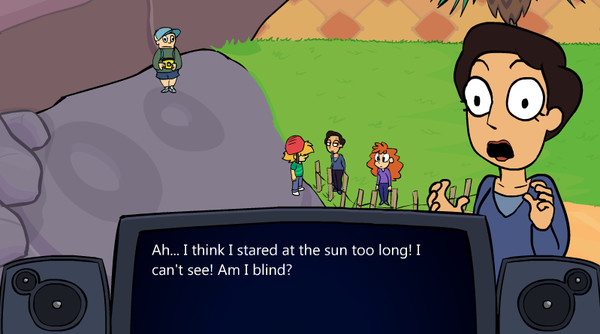 Ah... I think I stared at the sun too long! I
can't see! Am I blind?